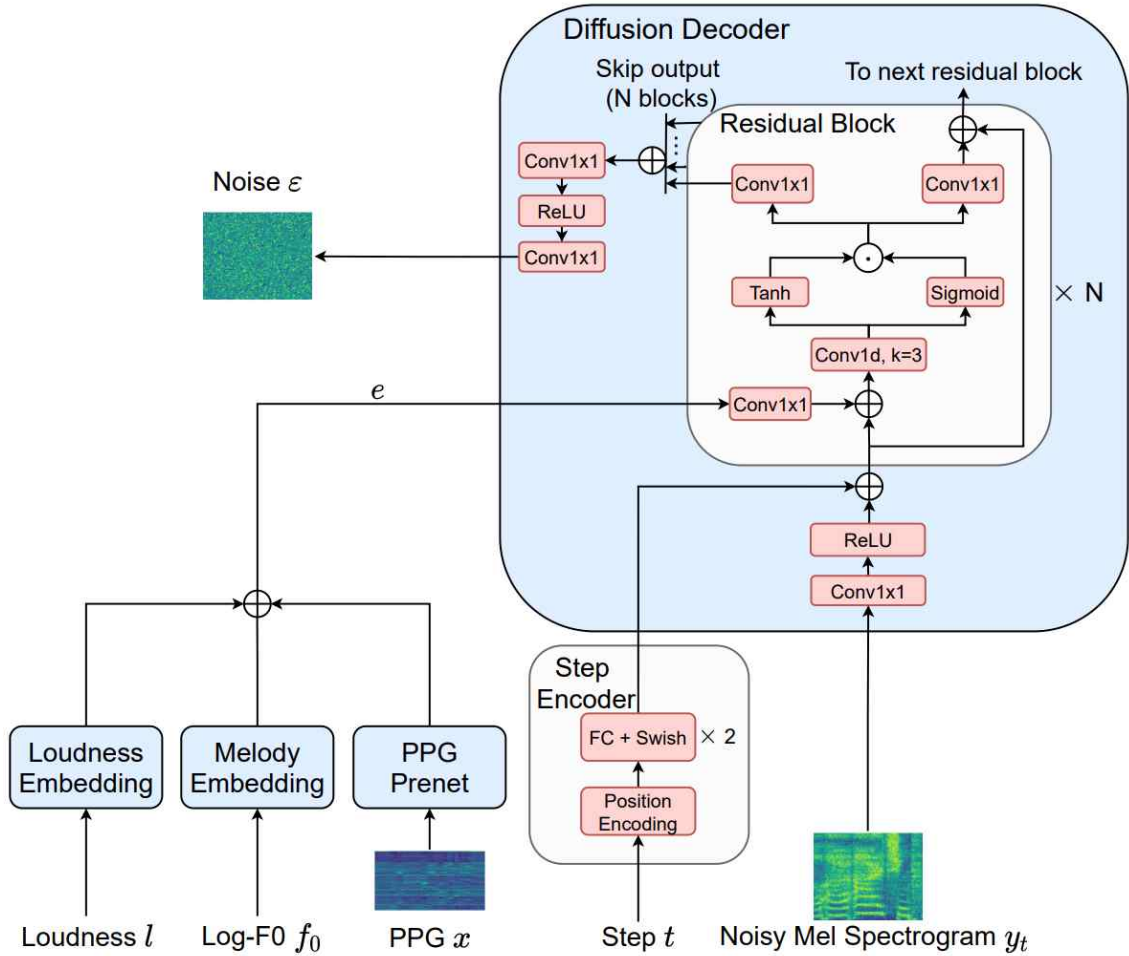 Diffusion Decoder
Skip output
(N blocks)
To next residual block
Residual Block
Conv1x1
ReLU
Conv1x1
Noise ε
Conv1x1
Conv1x1
Tanh
Sigmoid
× N
Conv1d, k=3
e
Conv1x1
ReLU
Conv1x1
Step
Encoder
FC + Swish
× 2
Position
Encoding
Loudness
Embedding
Melody
Embedding
PPG
Prenet
Loudness l
Log-F0 f₀
PPG x
Step t
Noisy Mel Spectrogram yₜ